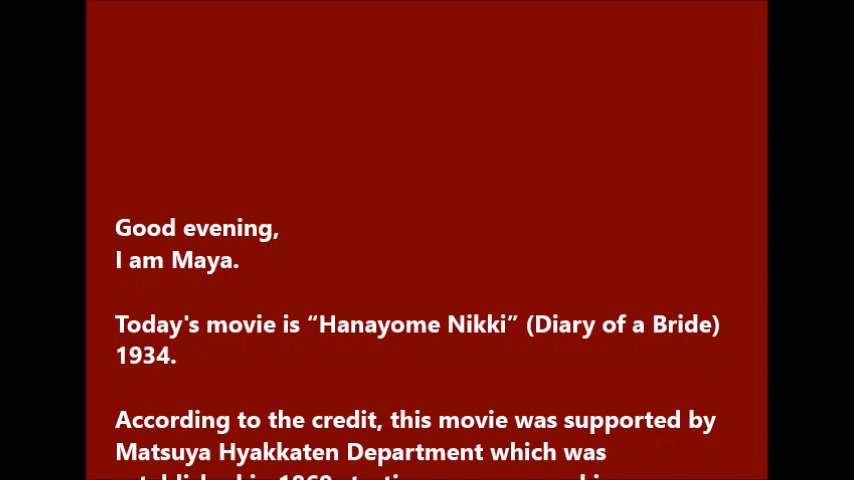 Good evening,
I am Maya.
Today's movie is “Hanayome Nikki” (Diary of a Bride)
1934.
According to the credit, this movie was supported by
Matsuya Hyakkaten Department which was